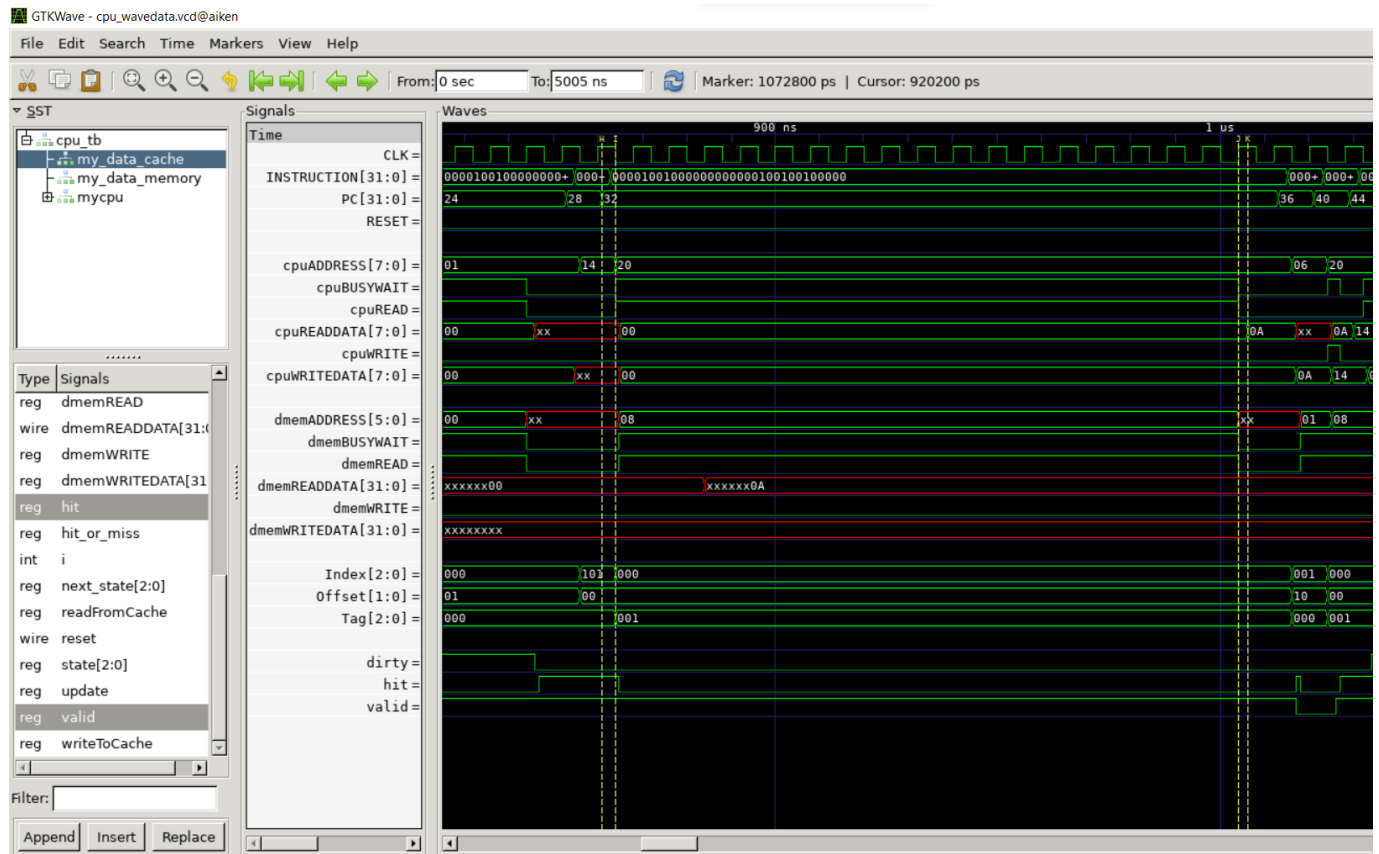 GTKWave - cpu_wavedata.vcd@aiken
File Edit Search Time Markers View Help
From: 0 sec To: 5005 ns Marker: 1072800 ps | Cursor: 920200 ps
SST
cpu_tb
my_data_cache
my_data_memory
mycpu
Type Signals
reg dmemREAD
wire dmemREADDATA[31:0
reg dmemWRITE
reg dmemWRITEDATA[31
reg hit
reg hit_or_miss
int i
reg next_state[2:0]
reg readFromCache
wire reset
reg state[2:0]
reg update
reg valid
reg writeToCache
Filter:
Append Insert Replace
Signals
Time
CLK =
INSTRUCTION[31:0] =
PC[31:0] =
RESET =
cpuADDRESS[7:0] =
cpuBUSYWAIT =
cpuREAD =
cpuREADDATA[7:0] =
cpuWRITE =
cpuWRITEDATA[7:0] =
dmemADDRESS[5:0] =
dmemBUSYWAIT =
dmemREAD =
dmemREADDATA[31:0] =
dmemWRITE =
dmemWRITEDATA[31:0] =
Index[2:0] =
Offset[1:0] =
Tag[2:0] =
dirty =
hit =
valid =
Waves
900 ns 1 us
H I J K
0000100100000000+ 000+ 00001001000000000000100100100000 000+ 000+ 00
24 28 32 36 40 44
01 14 20 06 20
00 xx 00 0A xx 0A 14
00 xx 00 0A 14
00 xx 08 xx 01 08
xxxxxx00 xxxxxx0A
xxxxxxxx
000 101 000 001 000
01 00 10 00
000 001 000 001